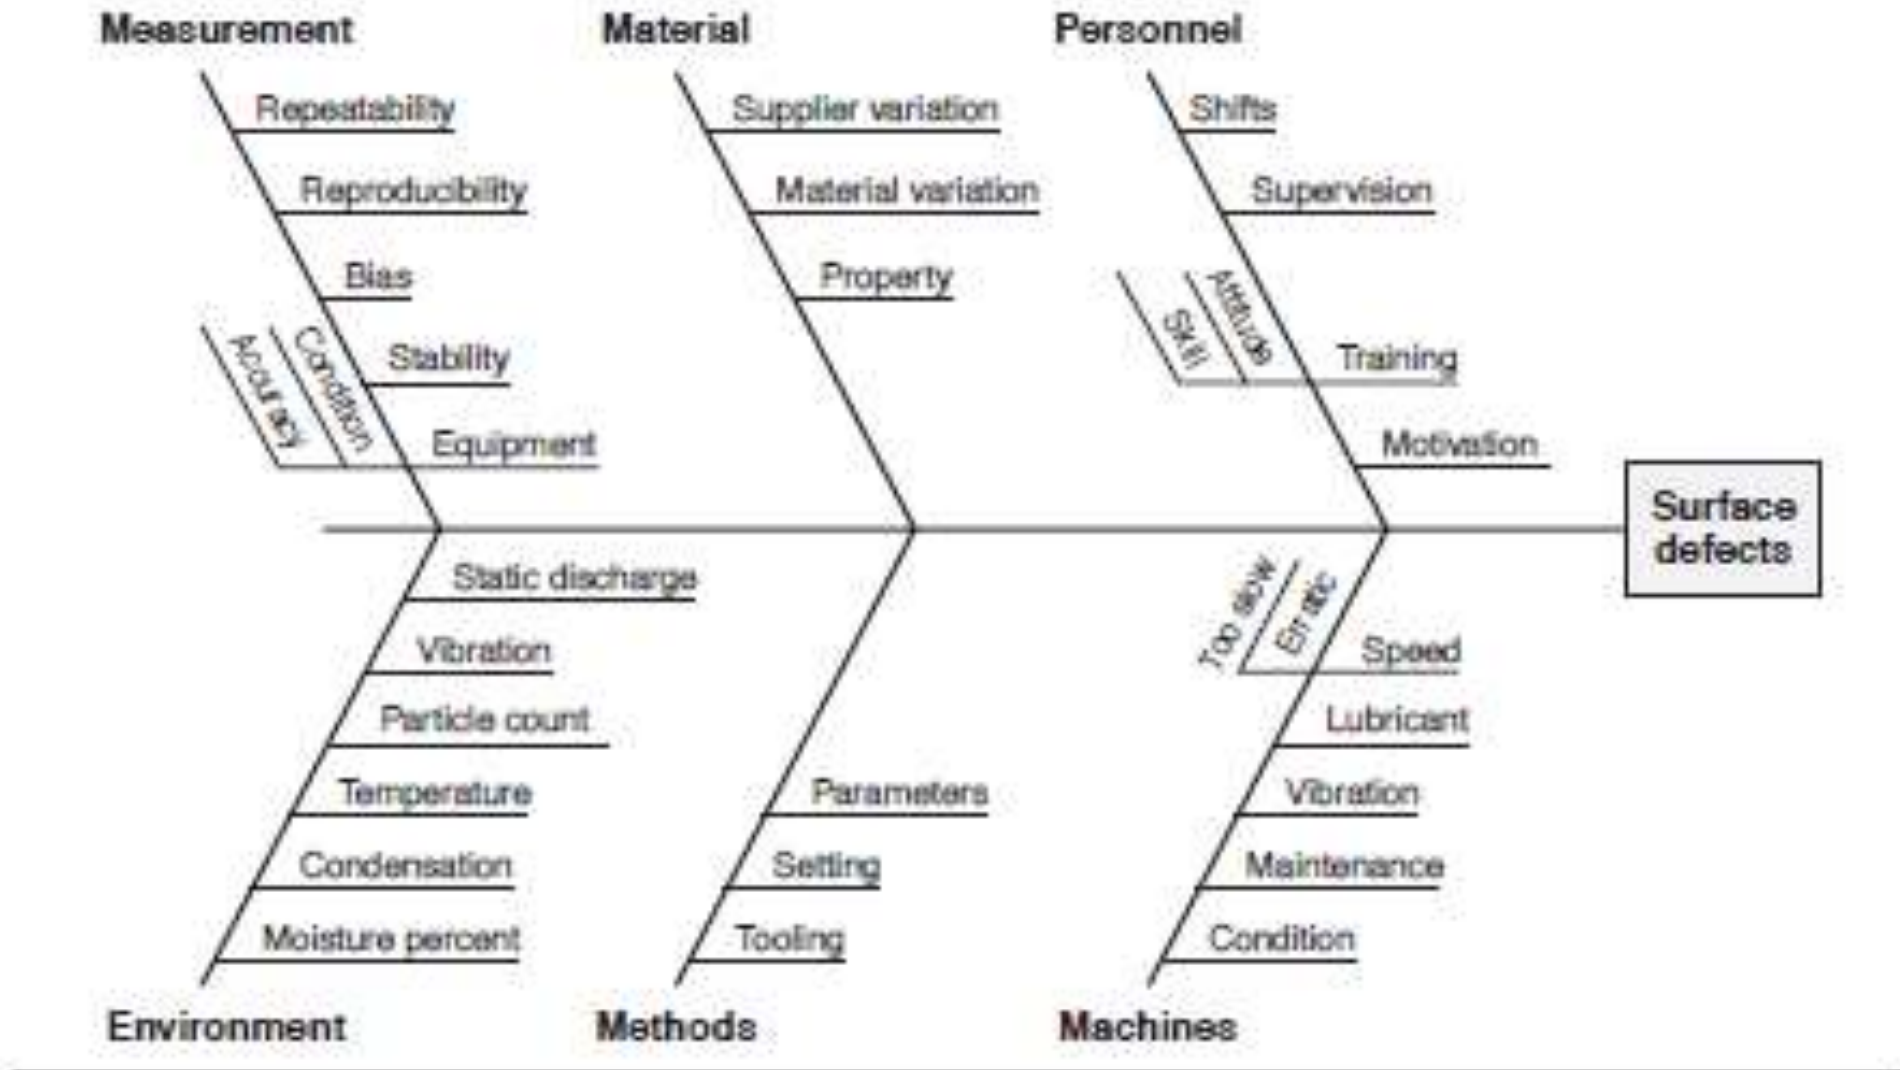 Measurement
Material
Personnel
Repeatability
Supplier variation
Shifts
Reproducibility
Material variation
Supervision
Bias
Property
Accuracy
Condition
Stability
Skill
Attitude
Training
Equipment
Motivation
Surface
defects
Static discharge
Too slow
Erratic
Vibration
Speed
Particle count
Lubricant
Temperature
Parameters
Vibration
Condensation
Setting
Maintenance
Moisture percent
Tooling
Condition
Environment
Methods
Machines